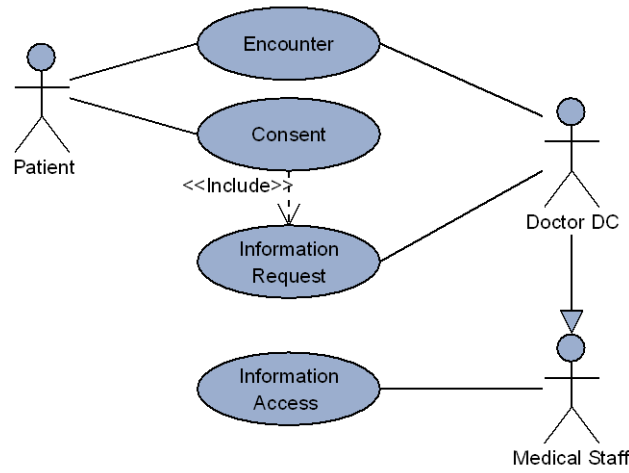 Encounter
Patient
Consent
<<Include>>
Doctor DC
Information
Request
Information
Access
Medical Staff